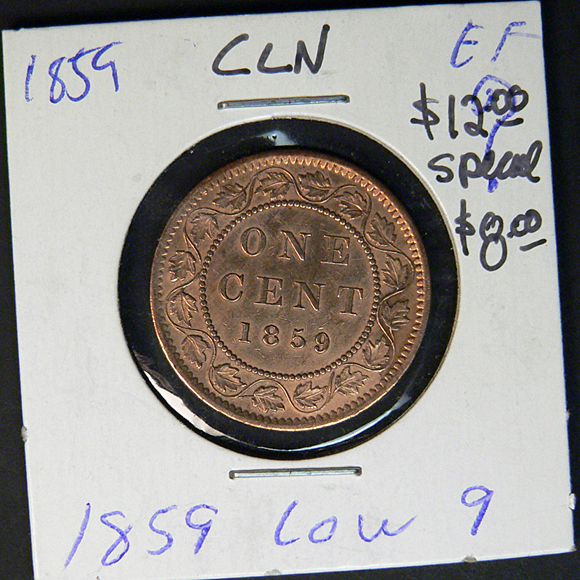 1859 CLN EF
$12.00
special
$8.00
ONE
CENT
1859
1859 Low 9